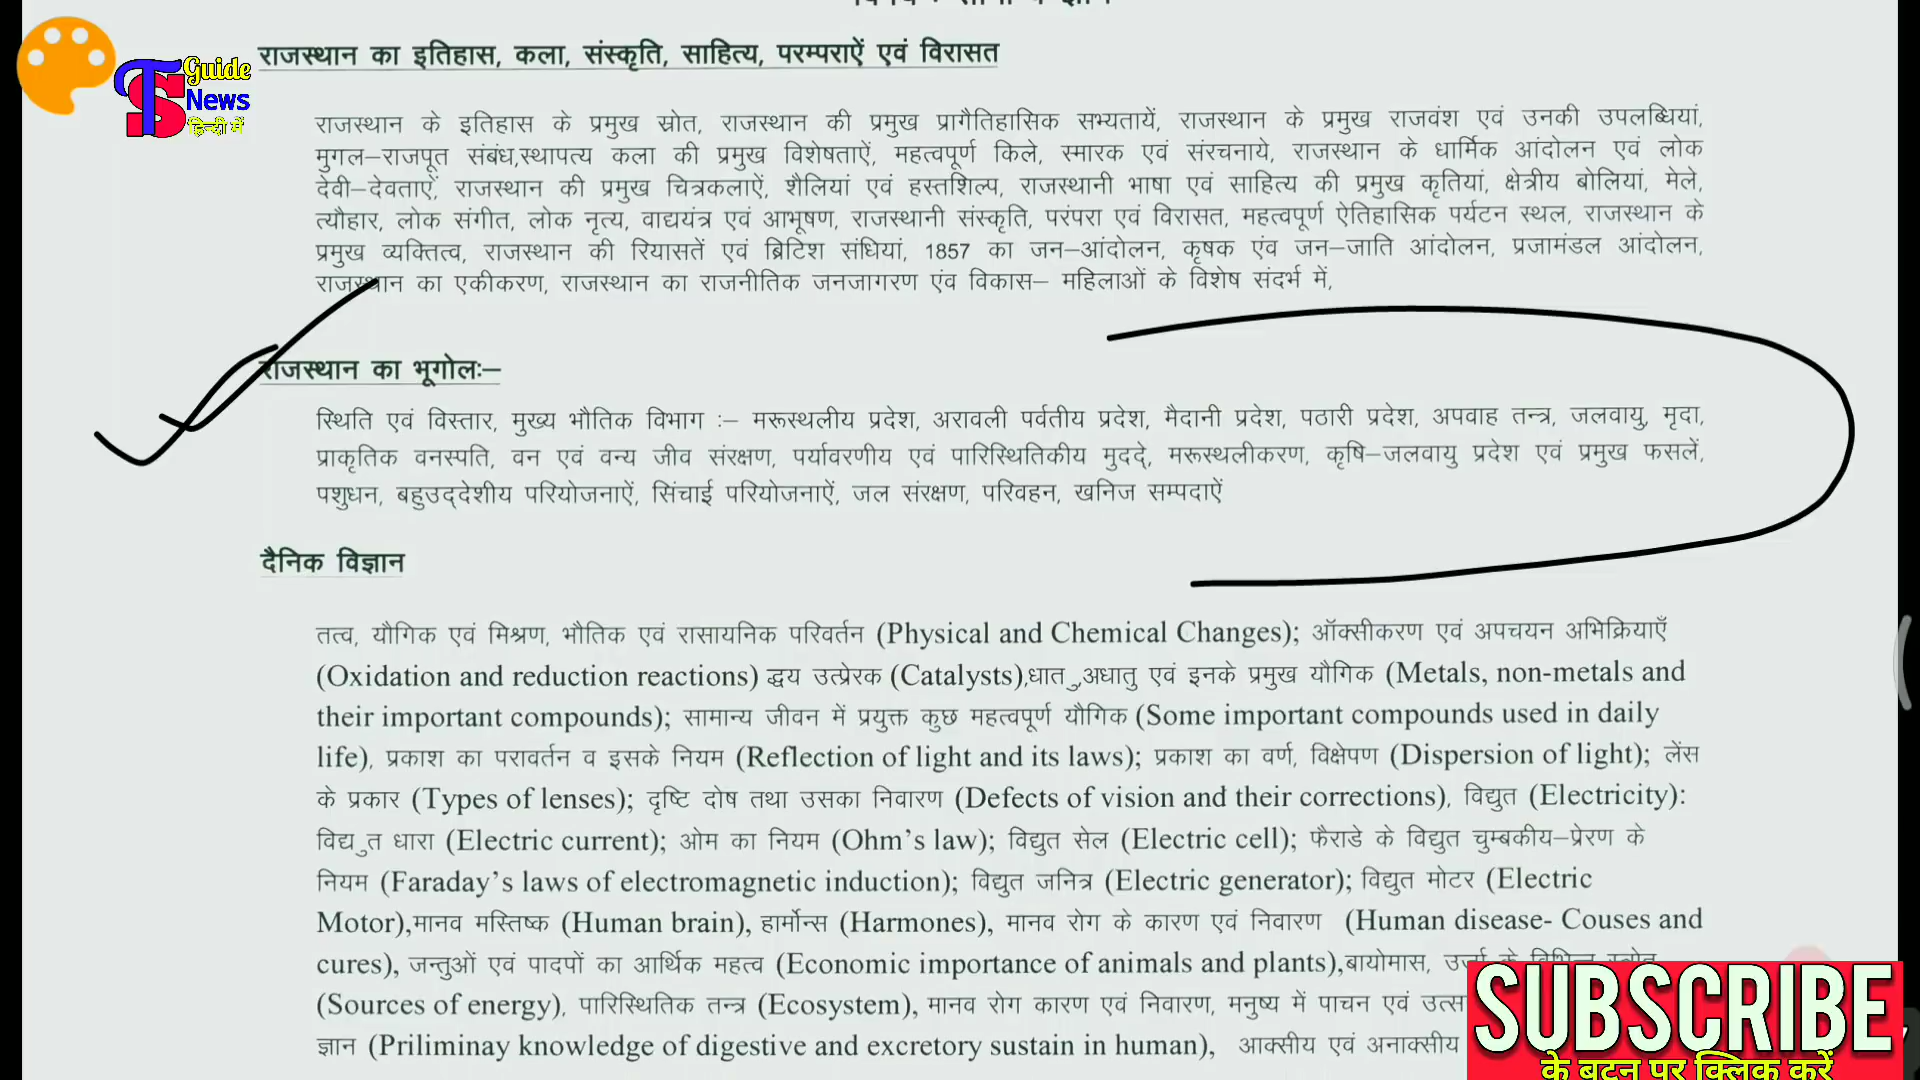 Guide
TS News
हिन्दी में
राजस्थान का इतिहास, कला, संस्कृति, साहित्य, परम्पराऐं एवं विरासत
राजस्थान के इतिहास के प्रमुख स्रोत, राजस्थान की प्रमुख प्रागैतिहासिक सभ्यतायें, राजस्थान के प्रमुख राजवंश एवं उनकी उपलब्धियां,
मुगल–राजपूत संबंध,स्थापत्य कला की प्रमुख विशेषताऐं, महत्वपूर्ण किले, स्मारक एवं संरचनाये, राजस्थान के धार्मिक आंदोलन एवं लोक
देवी–देवताऐं, राजस्थान की प्रमुख चित्रकलाऐं, शैलियां एवं हस्तशिल्प, राजस्थानी भाषा एवं साहित्य की प्रमुख कृतियां, क्षेत्रीय बोलियां, मेले,
त्यौहार, लोक संगीत, लोक नृत्य, वाद्ययंत्र एवं आभूषण, राजस्थानी संस्कृति, परंपरा एवं विरासत, महत्वपूर्ण ऐतिहासिक पर्यटन स्थल, राजस्थान के
प्रमुख व्यक्तित्व, राजस्थान की रियासतें एवं ब्रिटिश संधियां, 1857 का जन–आंदोलन, कृषक एंव जन–जाति आंदोलन, प्रजामंडल आंदोलन,
राजस्थान का एकीकरण, राजस्थान का राजनीतिक जनजागरण एंव विकास– महिलाओं के विशेष संदर्भ में,
राजस्थान का भूगोलः–
स्थिति एवं विस्तार, मुख्य भौतिक विभाग :– मरूस्थलीय प्रदेश, अरावली पर्वतीय प्रदेश, मैदानी प्रदेश, पठारी प्रदेश, अपवाह तन्त्र, जलवायु, मृदा,
प्राकृतिक वनस्पति, वन एवं वन्य जीव संरक्षण, पर्यावरणीय एवं पारिस्थितिकीय मुददे्, मरूस्थलीकरण, कृषि–जलवायु प्रदेश एवं प्रमुख फसलें,
पशुधन, बहुउद्देशीय परियोजनाऐं, सिंचाई परियोजनाऐं, जल संरक्षण, परिवहन, खनिज सम्पदाऐं
दैनिक विज्ञान
तत्व, यौगिक एवं मिश्रण, भौतिक एवं रासायनिक परिवर्तन (Physical and Chemical Changes); ऑक्सीकरण एवं अपचयन अभिक्रियाएँ
(Oxidation and reduction reactions) द्धय उत्प्रेरक (Catalysts),धातु ,अधातु एवं इनके प्रमुख यौगिक (Metals, non-metals and
their important compounds); सामान्य जीवन में प्रयुक्त कुछ महत्वपूर्ण यौगिक (Some important compounds used in daily
life), प्रकाश का परावर्तन व इसके नियम (Reflection of light and its laws); प्रकाश का वर्ण, विक्षेपण (Dispersion of light); लेंस
के प्रकार (Types of lenses); दृष्टि दोष तथा उसका निवारण (Defects of vision and their corrections), विद्युत (Electricity):
विद्युत धारा (Electric current); ओम का नियम (Ohm’s law); विद्युत सेल (Electric cell); फैराडे के विद्युत चुम्बकीय–प्रेरण के
नियम (Faraday’s laws of electromagnetic induction); विद्युत जनित्र (Electric generator); विद्युत मोटर (Electric
Motor),मानव मस्तिष्क (Human brain), हार्मोन्स (Harmones), मानव रोग के कारण एवं निवारण (Human disease- Couses and
cures), जन्तुओं एवं पादपों का आर्थिक महत्व (Economic importance of animals and plants),बायोमास,
(Sources of energy), पारिस्थितिक तन्त्र (Ecosystem), मानव रोग कारण एवं निवारण, मनुष्य में पाचन एवं
ज्ञान (Priliminay knowledge of digestive and excretory sustain in human), आक्सीय एवं अनाक्सीय
SUBSCRIBE
के बटन पर क्लिक करें